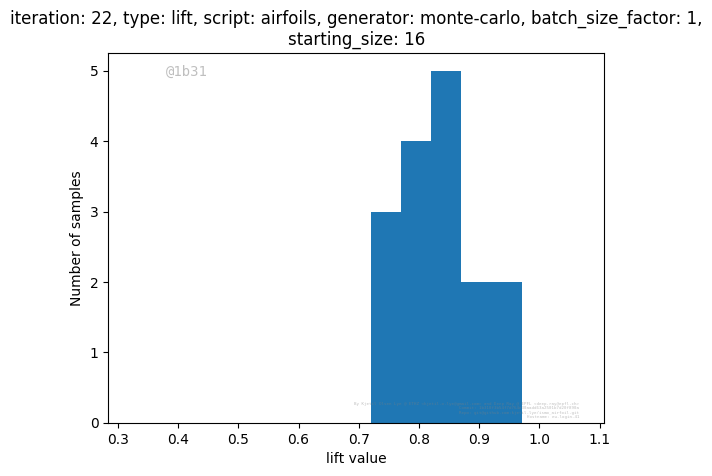 iteration: 22, type: lift, script: airfoils, generator: monte-carlo, batch_size_factor: 1,
starting_size: 16
@1b31
5
4
3
2
1
0
Number of samples
0.3 0.4 0.5 0.6 0.7 0.8 0.9 1.0 1.1
lift value